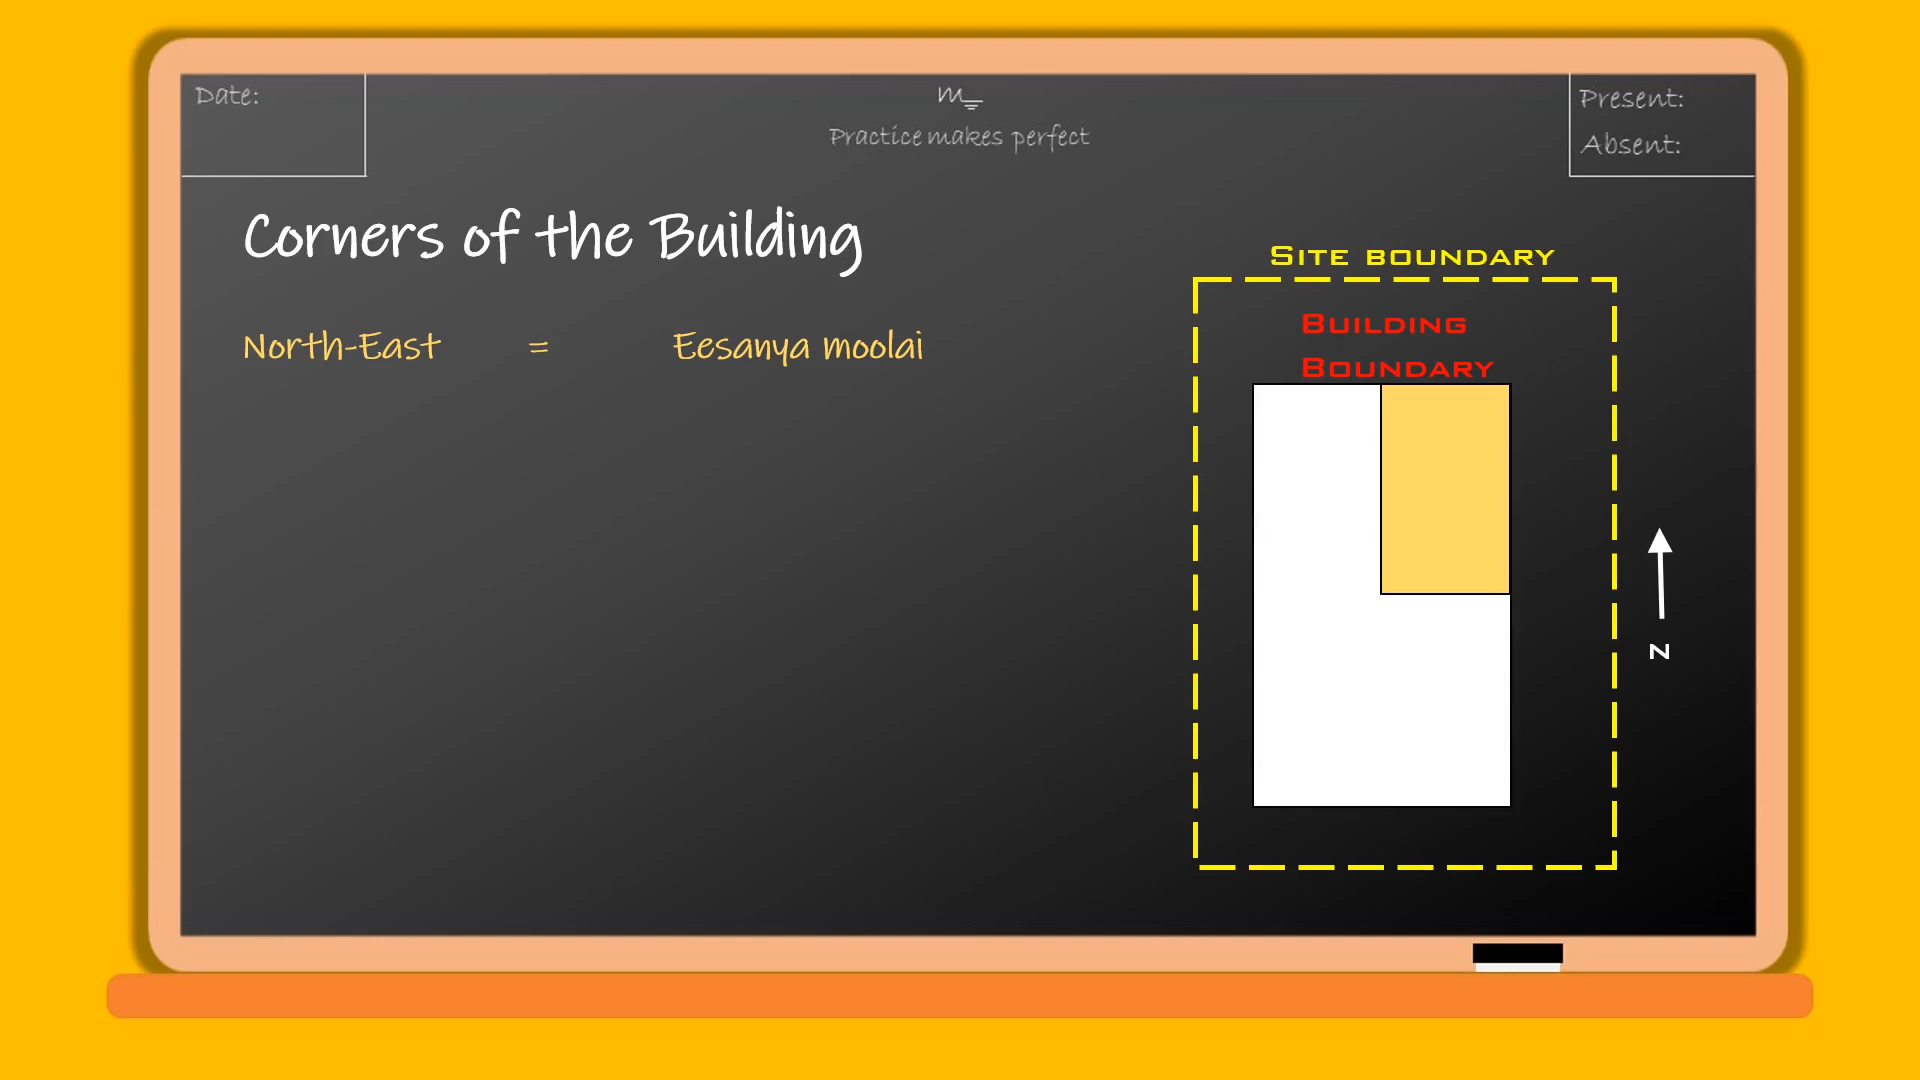 Date:
Practice makes perfect
Present:
Absent:
Corners of the Building
North-East = Eesanya moolai
SITE BOUNDARY
BUILDING
BOUNDARY
N